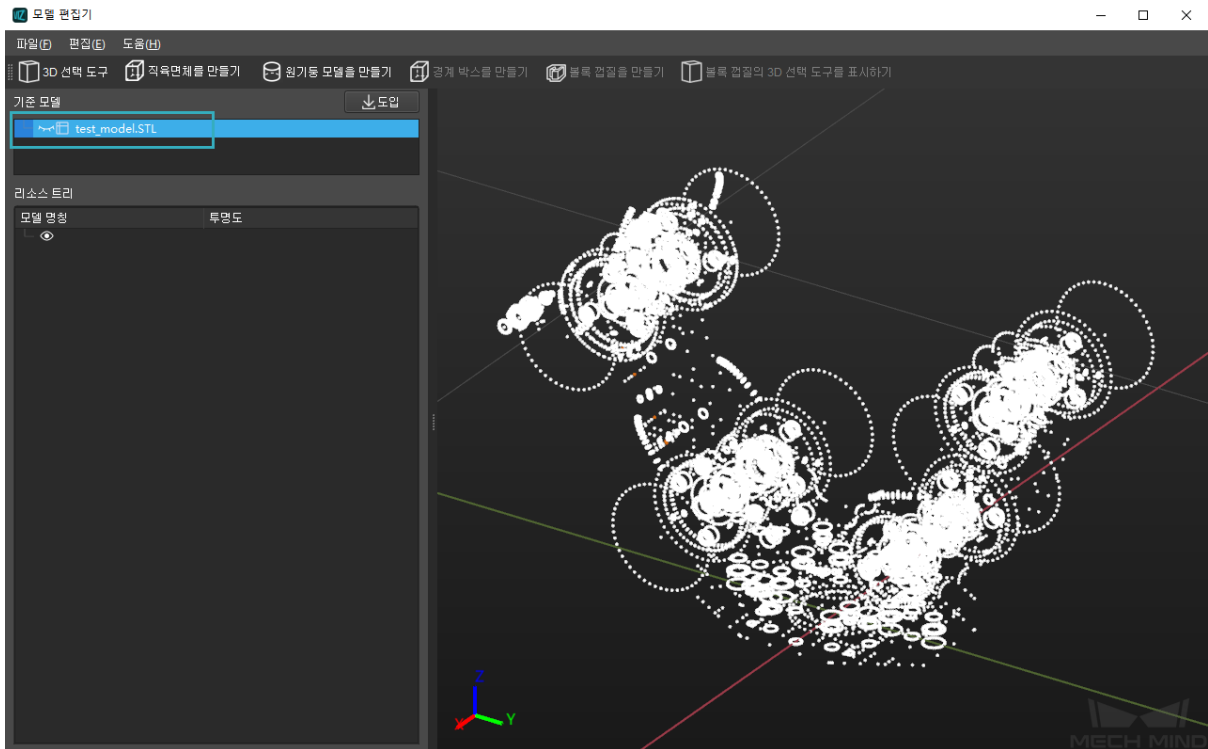 모델 편집기
파일(F) 편집(E) 도움(H)
3D 선택 도구 직육면체를 만들기 원기둥 모델을 만들기 경계 박스를 만들기 볼록 껍질을 만들기 볼록 껍질의 3D 선택 도구를 표시하기
기준 모델 도입
test_model.STL
리소스 트리
모델 명칭 투명도
Z
X Y
MECH MIND